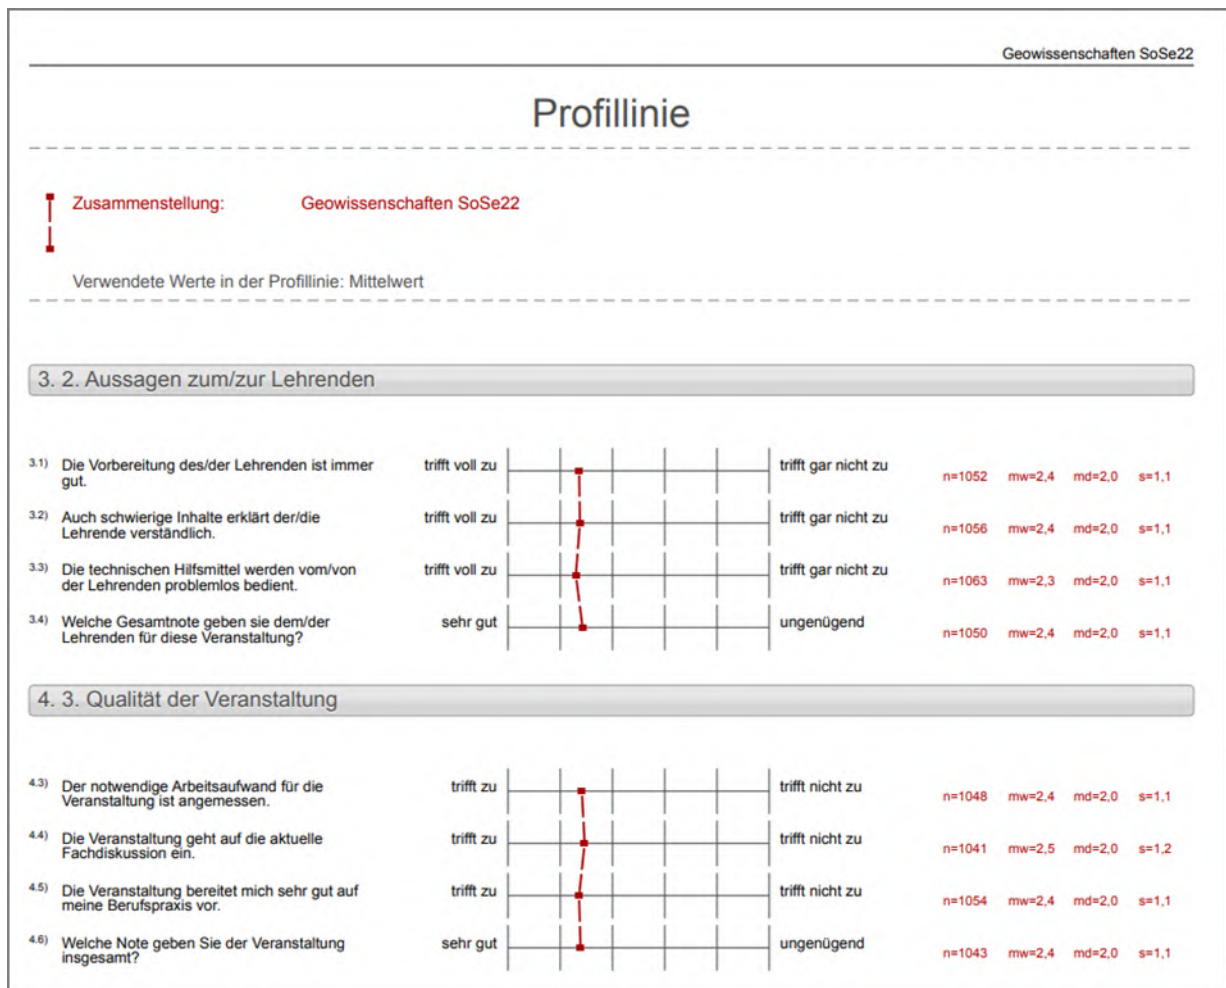 Geowissenschaften SoSe22
Profillinie
Zusammenstellung: Geowissenschaften SoSe22
Verwendete Werte in der Profillinie: Mittelwert
3. 2. Aussagen zum/zur Lehrenden
3.1) Die Vorbereitung des/der Lehrenden ist immer
gut.
trifft voll zu trifft gar nicht zu n=1052 mw=2,4 md=2,0 s=1,1
3.2) Auch schwierige Inhalte erklärt der/die
Lehrende verständlich.
trifft voll zu trifft gar nicht zu n=1056 mw=2,4 md=2,0 s=1,1
3.3) Die technischen Hilfsmittel werden vom/von
der Lehrenden problemlos bedient.
trifft voll zu trifft gar nicht zu n=1063 mw=2,3 md=2,0 s=1,1
3.4) Welche Gesamtnote geben sie dem/der
Lehrenden für diese Veranstaltung?
sehr gut ungenügend n=1050 mw=2,4 md=2,0 s=1,1
4. 3. Qualität der Veranstaltung
4.3) Der notwendige Arbeitsaufwand für die
Veranstaltung ist angemessen.
trifft zu trifft nicht zu n=1048 mw=2,4 md=2,0 s=1,1
4.4) Die Veranstaltung geht auf die aktuelle
Fachdiskussion ein.
trifft zu trifft nicht zu n=1041 mw=2,5 md=2,0 s=1,2
4.5) Die Veranstaltung bereitet mich sehr gut auf
meine Berufspraxis vor.
trifft zu trifft nicht zu n=1054 mw=2,4 md=2,0 s=1,1
4.6) Welche Note geben Sie der Veranstaltung
insgesamt?
sehr gut ungenügend n=1043 mw=2,4 md=2,0 s=1,1